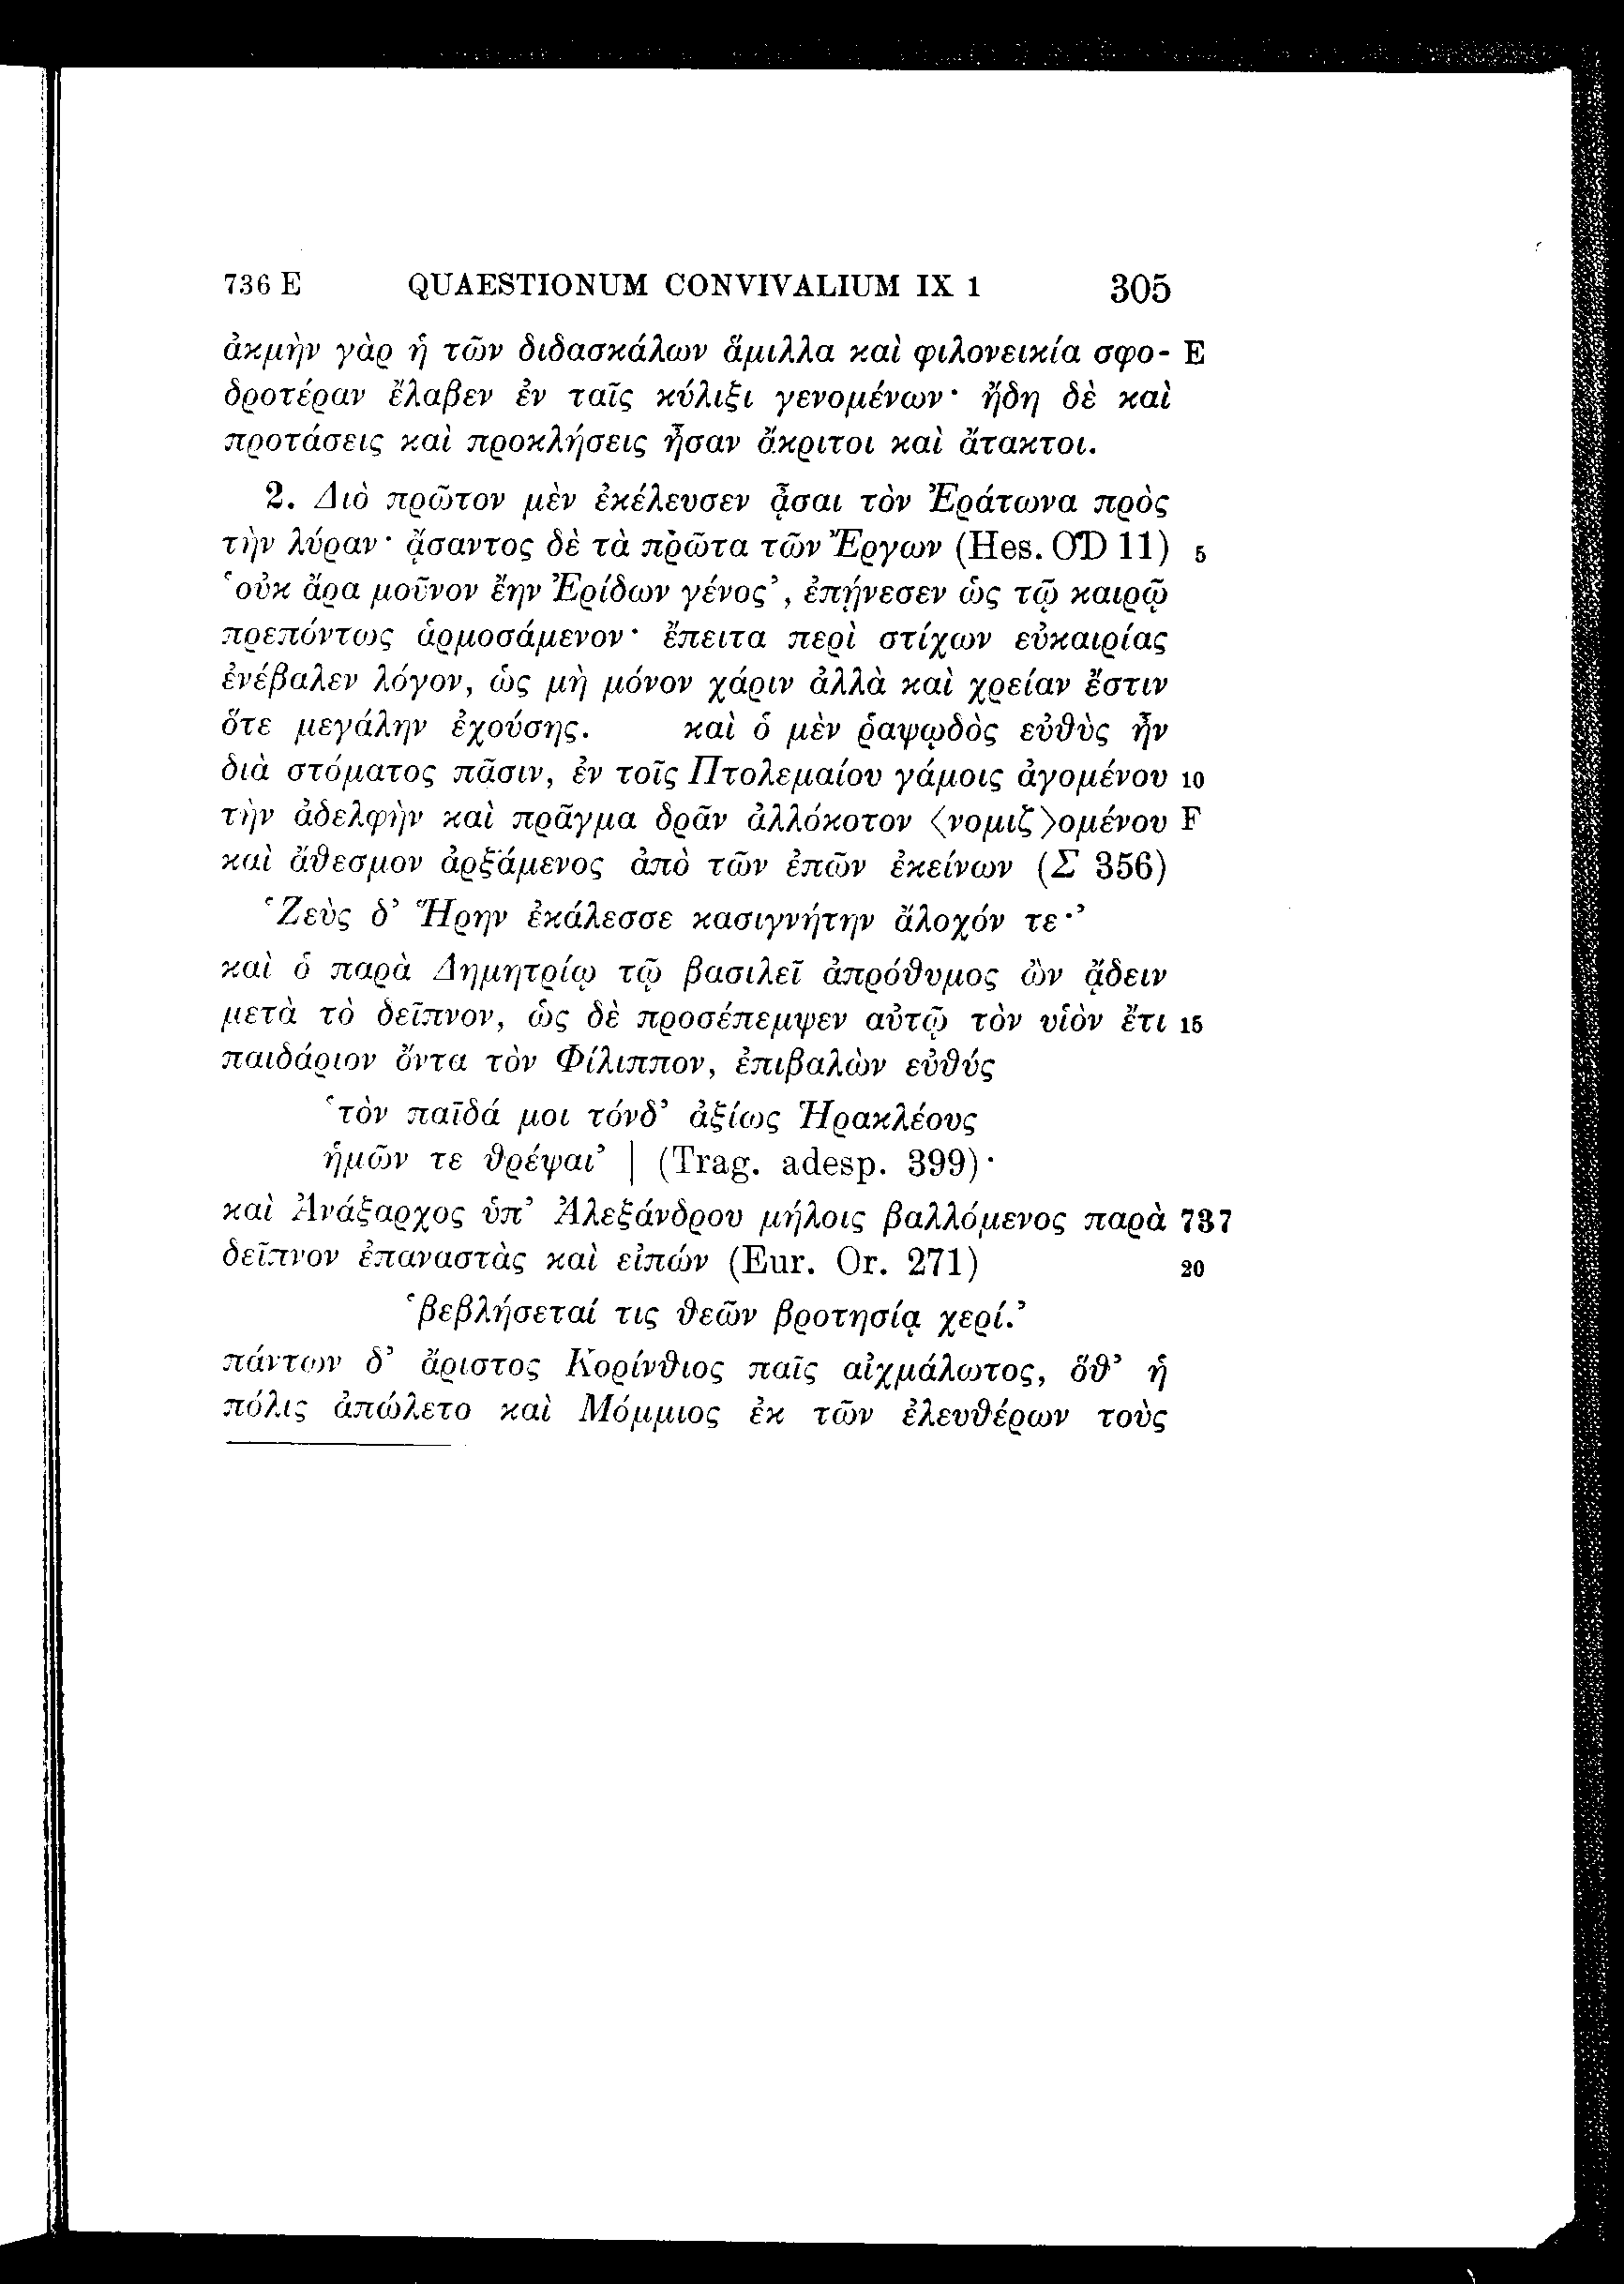 736 E QUAESTIONUM CONVIVALIUM IX 1 305
ἀκμὴν γὰρ ἡ τῶν διδασκάλων ἅμιλλα καὶ φιλονεικία σφο- E
δροτέραν ἔλαβεν ἐν ταῖς κύλιξι γενομένων· ἤδη δὲ καὶ
προτάσεις καὶ προκλήσεις ἦσαν ἄκριτοι καὶ ἄτακτοι.
2. Διὸ πρῶτον μὲν ἐκέλευσεν ᾆσαι τὸν Ἐράτωνα πρὸς
τὴν λύραν· ᾄσαντος δὲ τὰ πρῶτα τῶν Ἔργων (Hes. OD 11) 5
‛οὐκ ἄρα μοῦνον ἔην Ἐρίδων γένος’, ἐπῄνεσεν ὡς τῷ καιρῷ
πρεπόντως ἁρμοσάμενον· ἔπειτα περὶ στίχων εὐκαιρίας
ἐνέβαλεν λόγον, ὡς μὴ μόνον χάριν ἀλλὰ καὶ χρείαν ἔστιν
ὅτε μεγάλην ἐχούσης. καὶ ὁ μὲν ῥαψῳδὸς εὐθὺς ἦν
διὰ στόματος πᾶσιν, ἐν τοῖς Πτολεμαίου γάμοις ἀγομένου 10
τὴν ἀδελφὴν καὶ πρᾶγμα δρᾶν ἀλλόκοτον ⟨νομιζ⟩ομένου F
καὶ ἄθεσμον ἀρξάμενος ἀπὸ τῶν ἐπῶν ἐκείνων (Σ 356)
‛Ζεὺς δ’ Ἥρην ἐκάλεσσε κασιγνήτην ἄλοχόν τε·’
καὶ ὁ παρὰ Δημητρίῳ τῷ βασιλεῖ ἀπρόθυμος ὢν ᾄδειν
μετὰ τὸ δεῖπνον, ὡς δὲ προσέπεμψεν αὐτῷ τὸν υἱὸν ἔτι 15
παιδάριον ὄντα τὸν Φίλιππον, ἐπιβαλὼν εὐθύς
‛τὸν παῖδά μοι τόνδ’ ἀξίως Ἡρακλέους
ἡμῶν τε θρέψαι’ | (Trag. adesp. 399)·
καὶ Ἀνάξαρχος ὑπ’ Ἀλεξάνδρου μήλοις βαλλόμενος παρὰ 737
δεῖπνον ἐπαναστὰς καὶ εἰπών (Eur. Or. 271) 20
‛βεβλήσεταί τις θεῶν βροτησίᾳ χερί.’
πάντων δ’ ἄριστος Κορίνθιος παῖς αἰχμάλωτος, ὅθ’ ἡ
πόλις ἀπώλετο καὶ Μόμμιος ἐκ τῶν ἐλευθέρων τοὺς